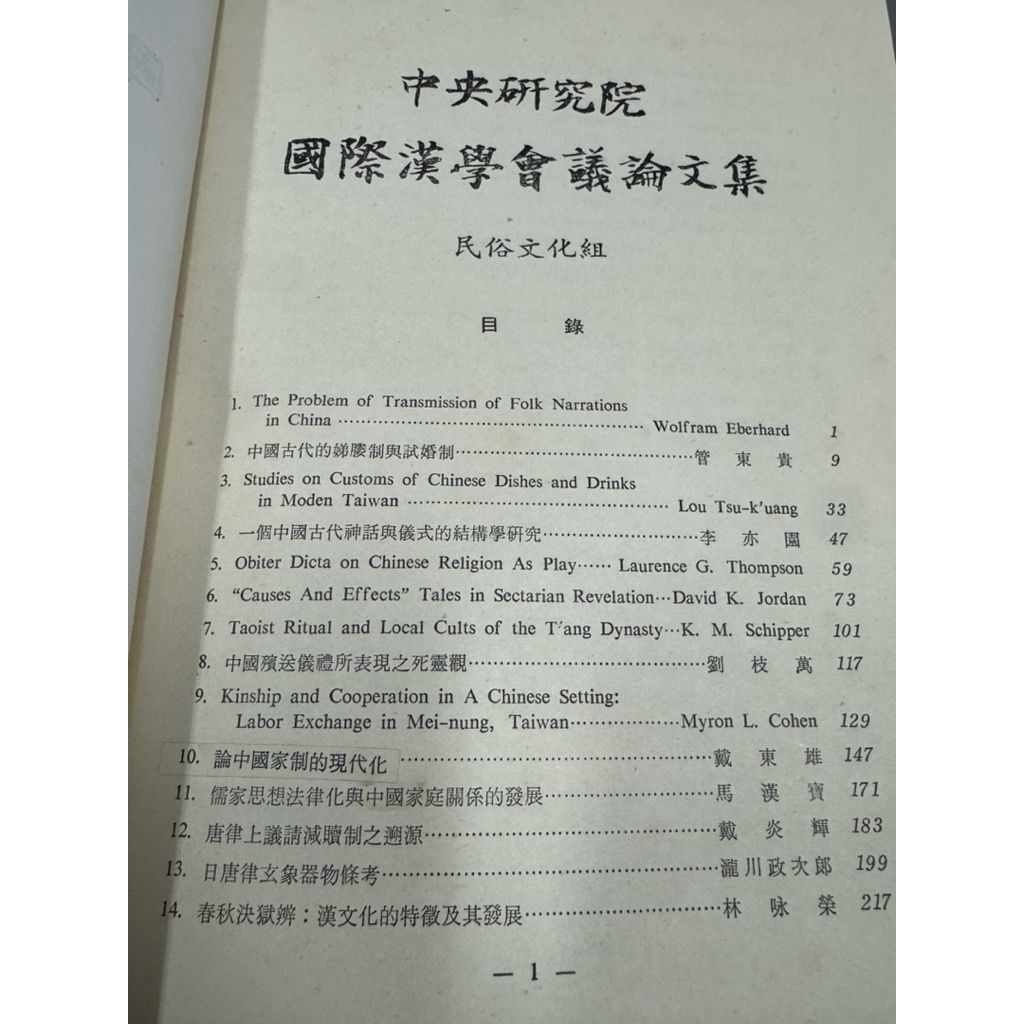 中央研究院
國際漢學會議論文集
民俗文化組
目 錄
1. The Problem of Transmission of Folk Narrations
in China ………………………………………… Wolfram Eberhard 1
2. 中國古代的娣媵制與試婚制………………………………管 東 貴 9
3. Studies on Customs of Chinese Dishes and Drinks
in Moden Taiwan ………………………………… Lou Tsu-k'uang 33
4. 一個中國古代神話與儀式的結構學研究……………………李 亦 園 47
5. Obiter Dicta on Chinese Religion As Play…… Laurence G. Thompson 59
6. "Causes And Effects" Tales in Sectarian Revelation…David K. Jordan 73
7. Taoist Ritual and Local Cults of the T'ang Dynasty…K. M. Schipper 101
8. 中國殯送儀禮所表現之死靈觀………………………………劉 枝 萬 117
9. Kinship and Cooperation in A Chinese Setting:
Labor Exchange in Mei-nung, Taiwan………………Myron L. Cohen 129
10. 論中國家制的現代化…………………………………………戴 東 雄 147
11. 儒家思想法律化與中國家庭關係的發展……………………馬 漢 寶 171
12. 唐律上議請減贖制之遡源……………………………………戴 炎 輝 183
13. 日唐律玄象器物條考…………………………………………瀧川政次郎 199
14. 春秋決獄辨：漢文化的特徵及其發展………………………林 咏 榮 217
— 1 —